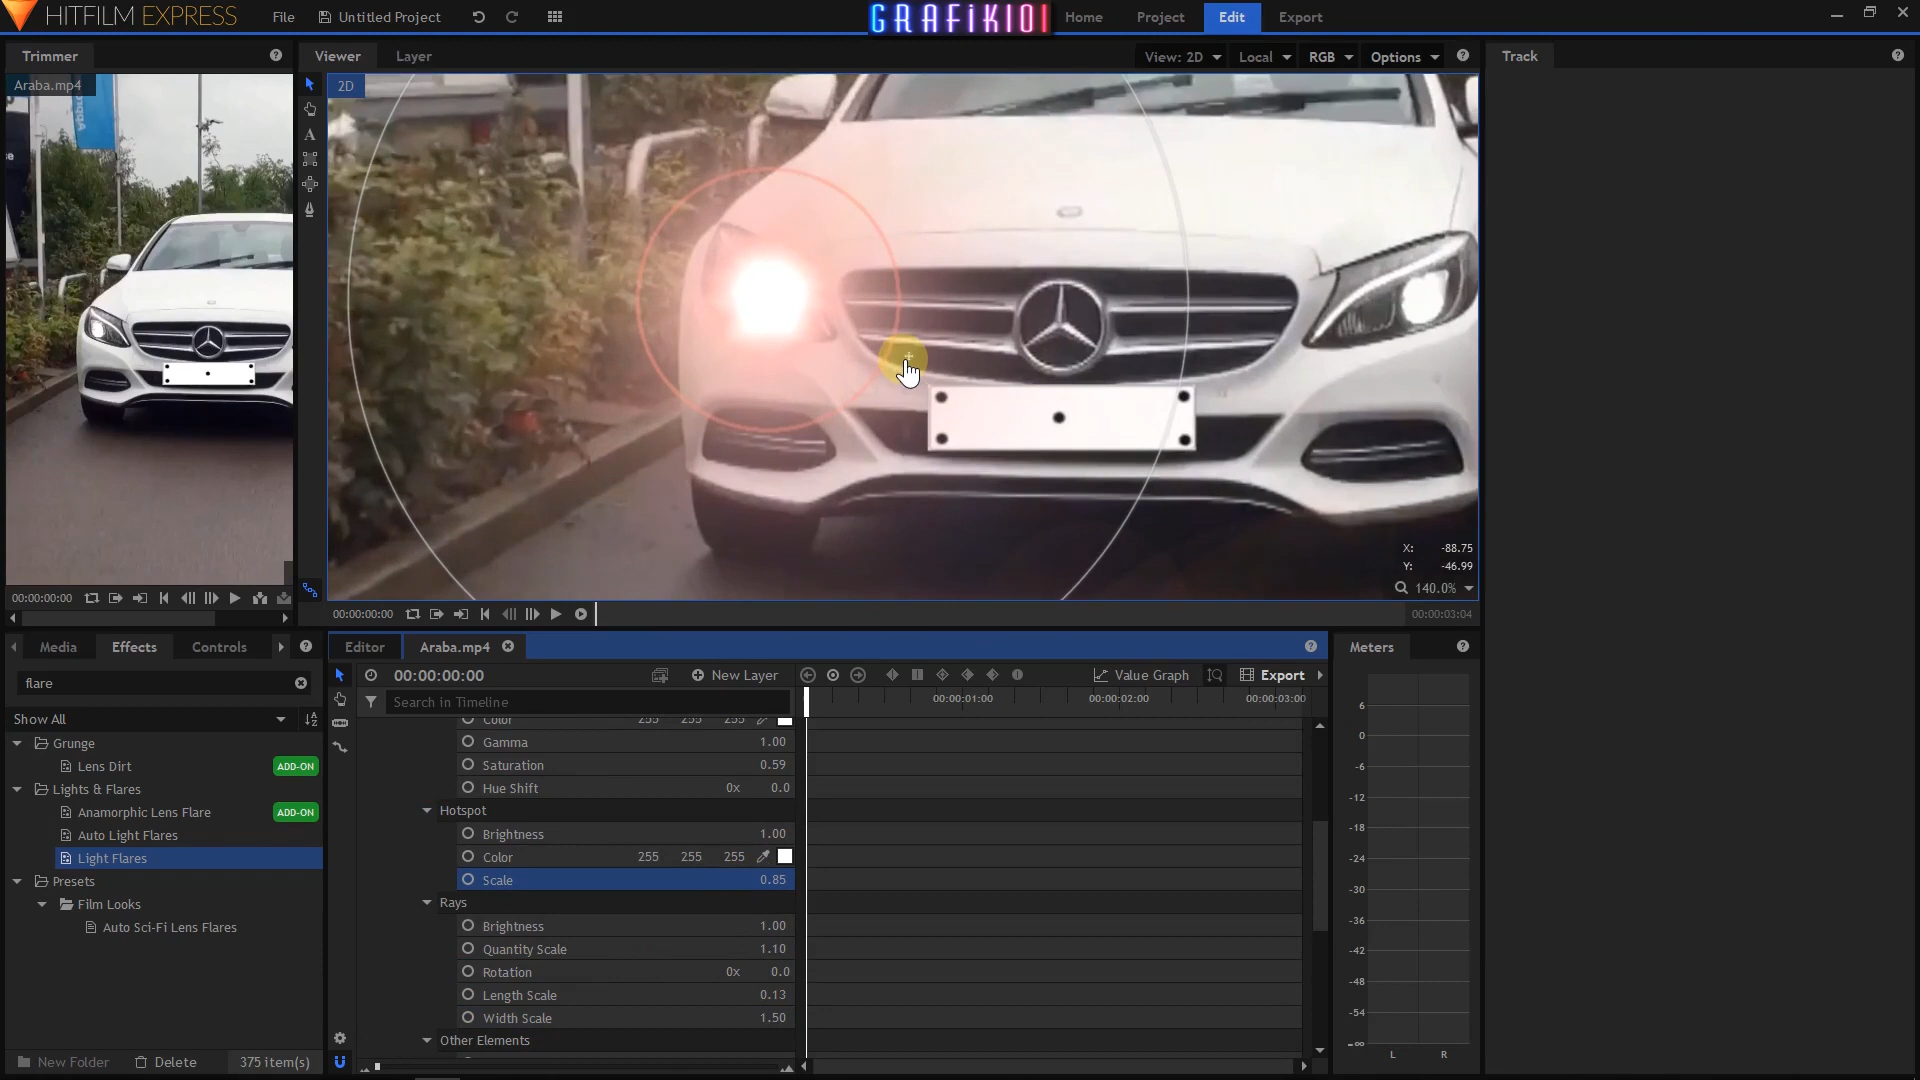 HITFILM EXPRESS
File
Untitled Project
GRAFiK101
Home
Project
Edit
Export
Trimmer
Viewer
Layer
View: 2D
Local
RGB
Options
Track
Araba.mp4
2D
X: -88.75
Y: -46.99
140.0%
00:00:00:00
00:00:00:00
00:00:03:04
Media
Effects
Controls
Editor
Araba.mp4
Meters
flare
00:00:00:00
New Layer
Value Graph
Export
Search in Timeline
00:00:01:00
00:00:02:00
00:00:03:00
Show All
Grunge
Lens Dirt
ADD-ON
Lights & Flares
Anamorphic Lens Flare
ADD-ON
Auto Light Flares
Light Flares
Presets
Film Looks
Auto Sci-Fi Lens Flares
New Folder
Delete
375 item(s)
Color 255 255 255
Gamma 1.00
Saturation 0.59
Hue Shift 0x 0.0
Hotspot
Brightness 1.00
Color 255 255 255
Scale 0.85
Rays
Brightness 1.00
Quantity Scale 1.10
Rotation 0x 0.0
Length Scale 0.13
Width Scale 1.50
Other Elements
6
0
-6
-12
-18
-24
-30
-36
-42
-48
-54
-∞
L R